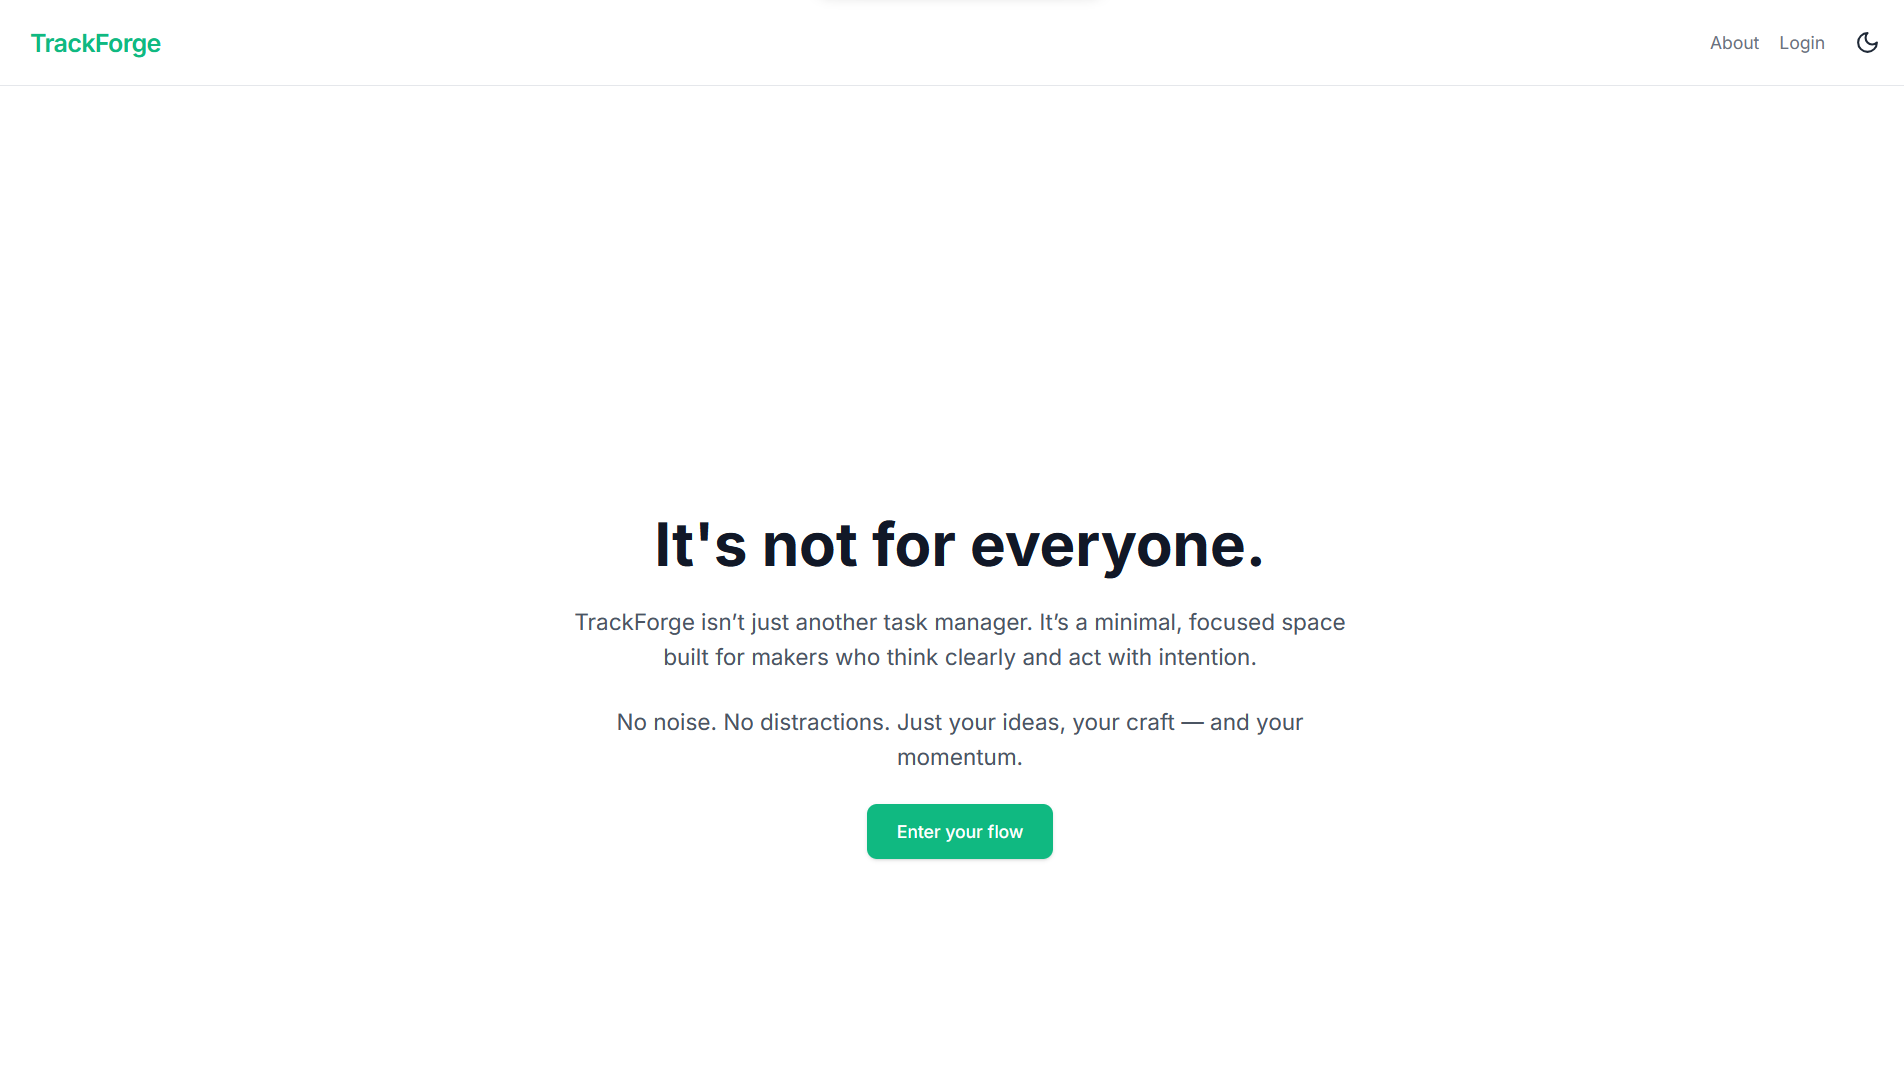 TrackForge
About Login
It's not for everyone.
TrackForge isn’t just another task manager. It’s a minimal, focused space
built for makers who think clearly and act with intention.
No noise. No distractions. Just your ideas, your craft — and your
momentum.
Enter your flow